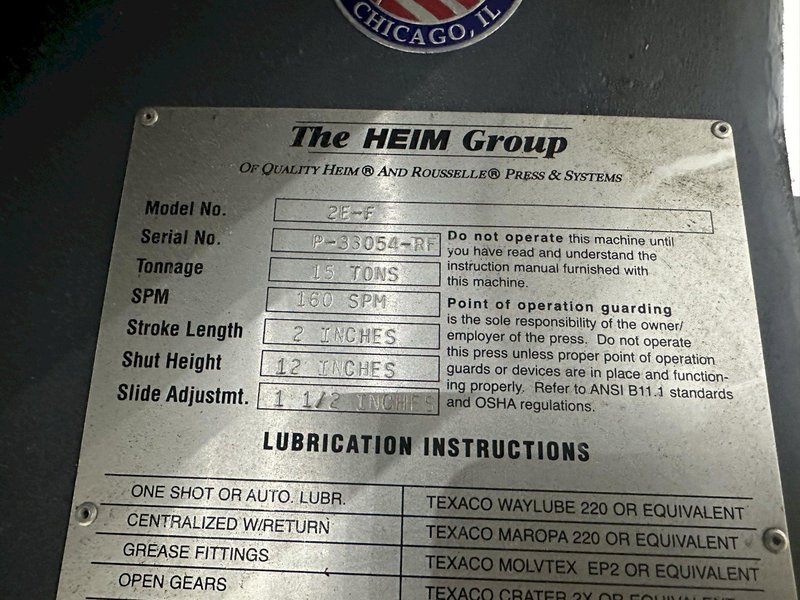 CHICAGO, IL
The HEIM Group
OF QUALITY HEIM® AND ROUSSELLE® PRESS & SYSTEMS
Model No. 2E-F
Serial No. P-33054-RF
Tonnage 15 TONS
SPM 160 SPM
Stroke Length 2 INCHES
Shut Height 12 INCHES
Slide Adjustmt. 1 1/2 INCHES
Do not operate this machine until
you have read and understand the
instruction manual furnished with
this machine.
Point of operation guarding
is the sole responsibility of the owner/
employer of the press. Do not operate
this press unless proper point of operation
guards or devices are in place and function-
ing properly. Refer to ANSI B11.1 standards
and OSHA regulations.
LUBRICATION INSTRUCTIONS
ONE SHOT OR AUTO. LUBR. TEXACO WAYLUBE 220 OR EQUIVALENT
CENTRALIZED W/RETURN TEXACO MAROPA 220 OR EQUIVALENT
GREASE FITTINGS TEXACO MOLVTEX EP2 OR EQUIVALENT
OPEN GEARS TEXACO CRATER 2X OR EQUIVALENT